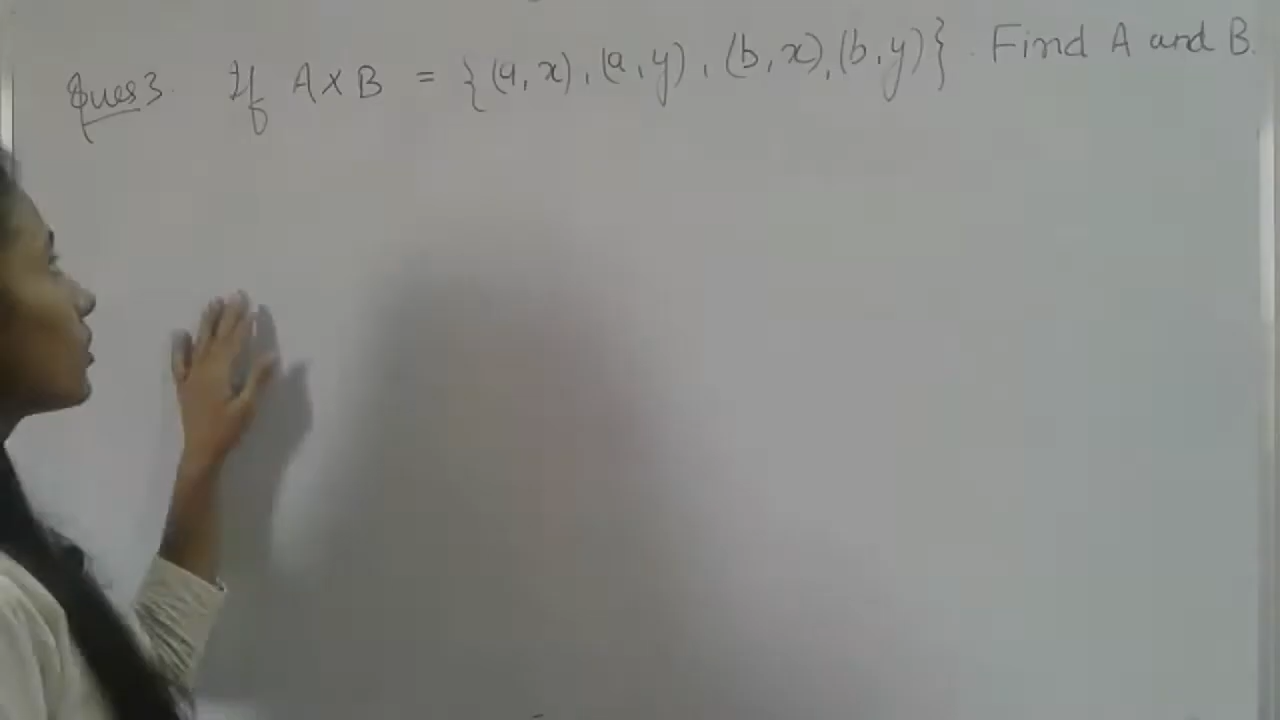 Ques 3. If A×B = {(a, x), (a, y), (b, x), (b, y)}. Find A and B.